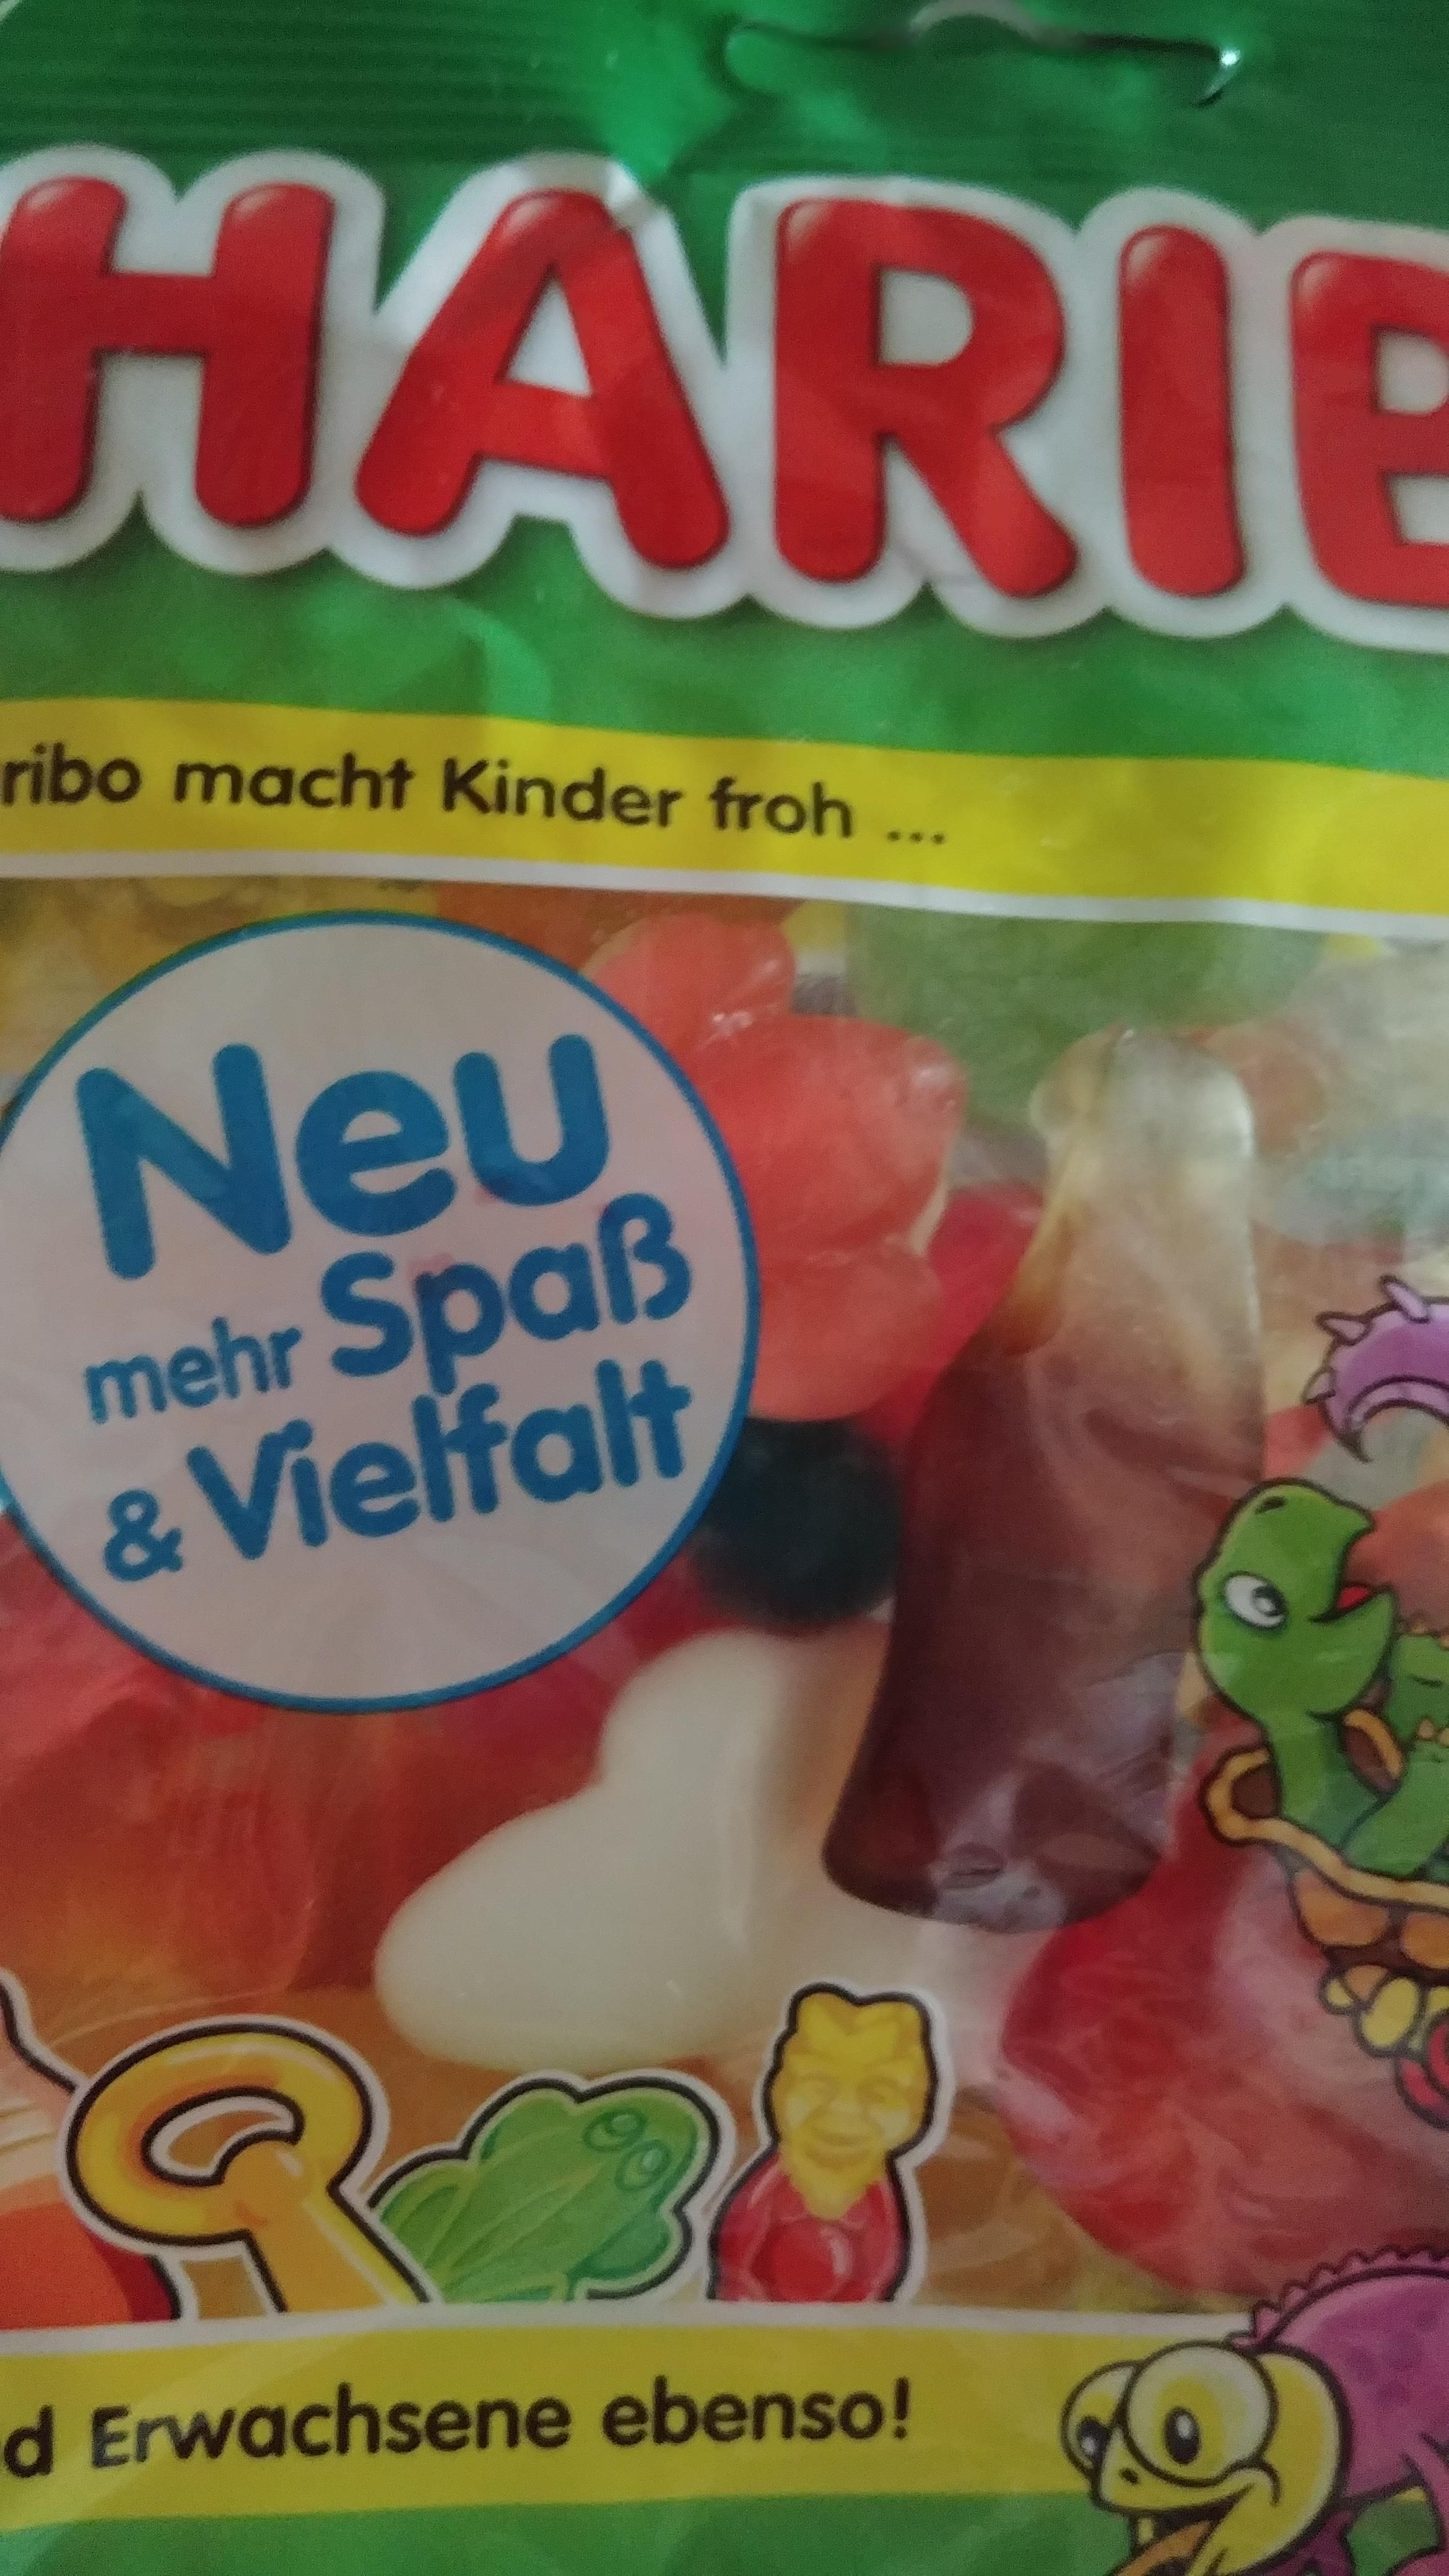 HARIB
ribo macht Kinder froh ...
Neu
mehr Spaß
& Vielfalt
d Erwachsene ebenso!